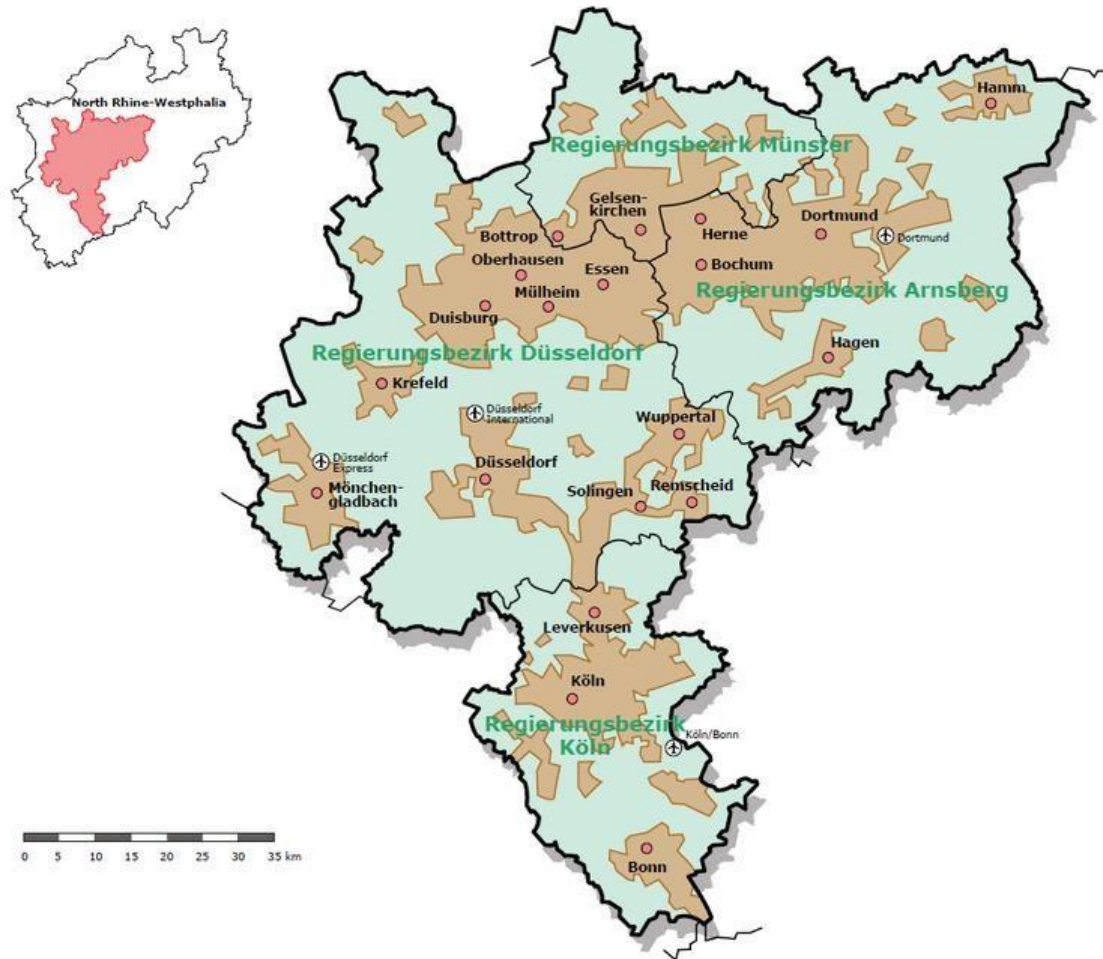 North Rhine-Westphalia
Hamm
Regierungsbezirk Münster
Gelsen-
kirchen
Dortmund
Bottrop
Herne
Dortmund
Oberhausen
Essen
Bochum
Mülheim
Regierungsbezirk Arnsberg
Duisburg
Hagen
Regierungsbezirk Düsseldorf
Krefeld
Düsseldorf
International
Wuppertal
Düsseldorf
Express
Düsseldorf
Mönchen-
gladbach
Solingen
Remscheid
Leverkusen
Köln
Regierungsbezirk
Köln
Köln/Bonn
0 5 10 15 20 25 30 35 km
Bonn